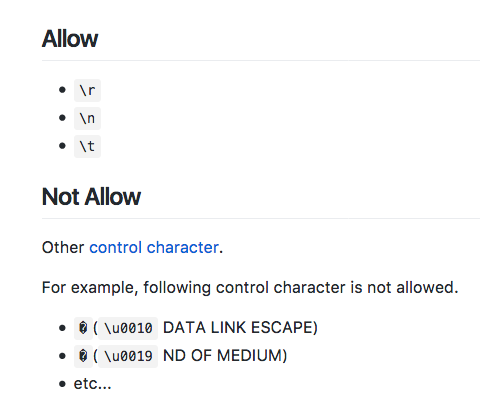 Allow
\r
\n
\t
Not Allow
Other control character.
For example, following control character is not allowed.
� ( \u0010 DATA LINK ESCAPE)
� ( \u0019 ND OF MEDIUM)
etc...